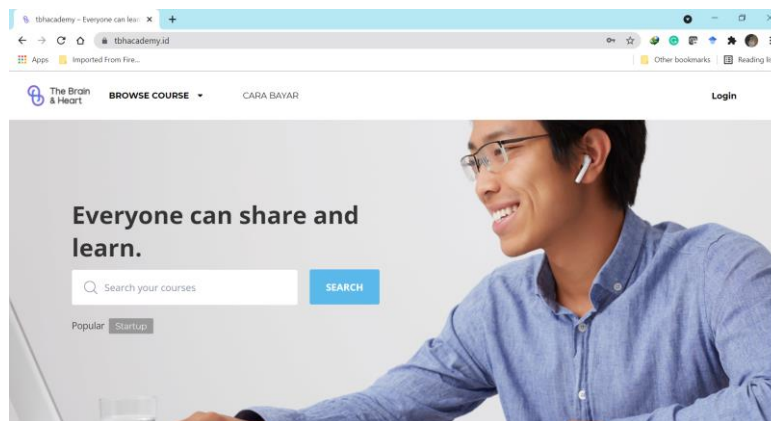 tbhacademy – Everyone can lear
tbhacademy.id
Apps
Imported From Fire...
Other bookmarks
Reading lis
The Brain
& Heart
BROWSE COURSE
CARA BAYAR
Login
Everyone can share and
learn.
Search your courses
SEARCH
Popular
Startup